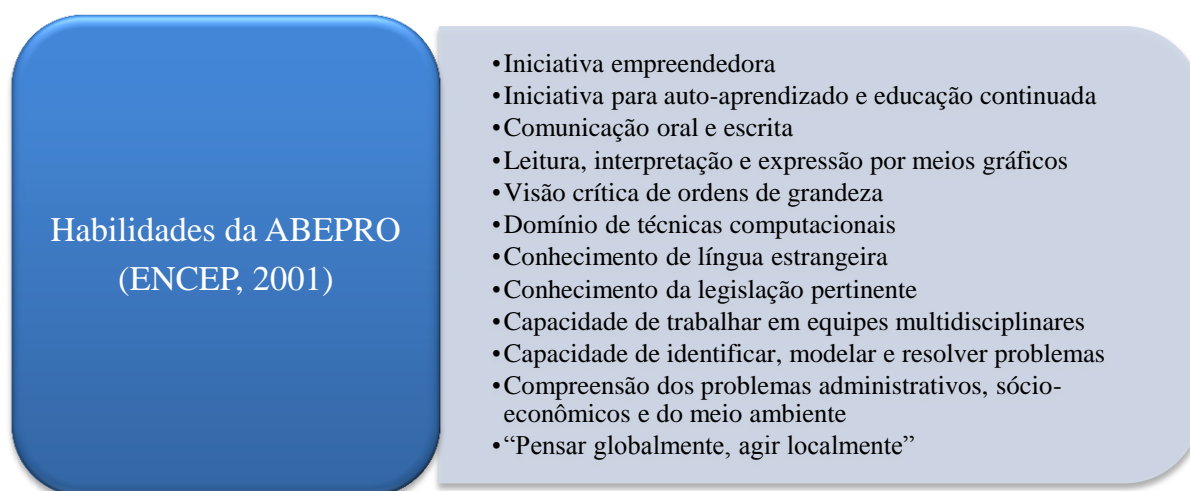 Habilidades da ABEPRO
(ENCEP, 2001)
•Iniciativa empreendedora
•Iniciativa para auto-aprendizado e educação continuada
•Comunicação oral e escrita
•Leitura, interpretação e expressão por meios gráficos
•Visão crítica de ordens de grandeza
•Domínio de técnicas computacionais
•Conhecimento de língua estrangeira
•Conhecimento da legislação pertinente
•Capacidade de trabalhar em equipes multidisciplinares
•Capacidade de identificar, modelar e resolver problemas
•Compreensão dos problemas administrativos, sócio-
econômicos e do meio ambiente
•“Pensar globalmente, agir localmente”